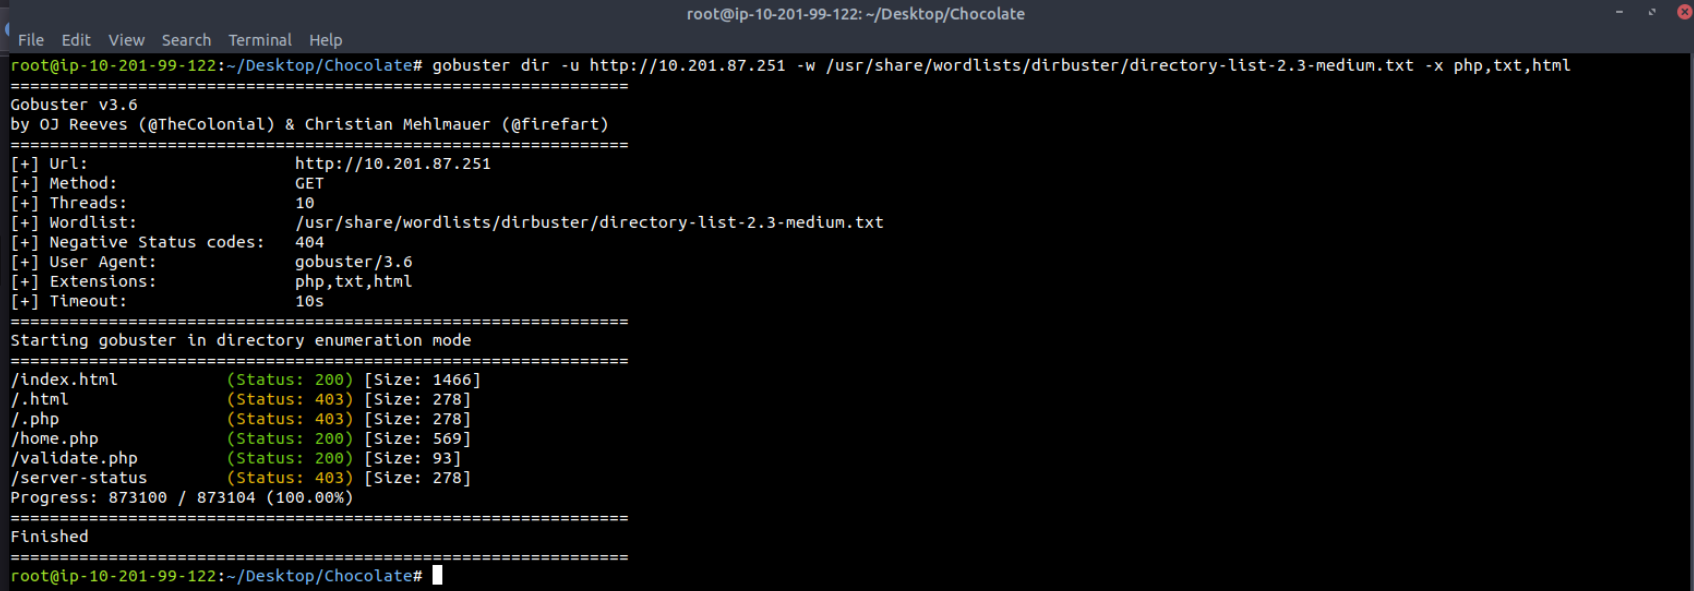 root@ip-10-201-99-122: ~/Desktop/Chocolate
File Edit View Search Terminal Help
root@ip-10-201-99-122:~/Desktop/Chocolate# gobuster dir -u http://10.201.87.251 -w /usr/share/wordlists/dirbuster/directory-list-2.3-medium.txt -x php,txt,html
===============================================================
Gobuster v3.6
by OJ Reeves (@TheColonial) & Christian Mehlmauer (@firefart)
===============================================================
[+] Url:                     http://10.201.87.251
[+] Method:                  GET
[+] Threads:                 10
[+] Wordlist:                /usr/share/wordlists/dirbuster/directory-list-2.3-medium.txt
[+] Negative Status codes:   404
[+] User Agent:              gobuster/3.6
[+] Extensions:              php,txt,html
[+] Timeout:                 10s
===============================================================
Starting gobuster in directory enumeration mode
===============================================================
/index.html           (Status: 200) [Size: 1466]
/.html                (Status: 403) [Size: 278]
/.php                 (Status: 403) [Size: 278]
/home.php             (Status: 200) [Size: 569]
/validate.php         (Status: 200) [Size: 93]
/server-status        (Status: 403) [Size: 278]
Progress: 873100 / 873104 (100.00%)
===============================================================
Finished
===============================================================
root@ip-10-201-99-122:~/Desktop/Chocolate#